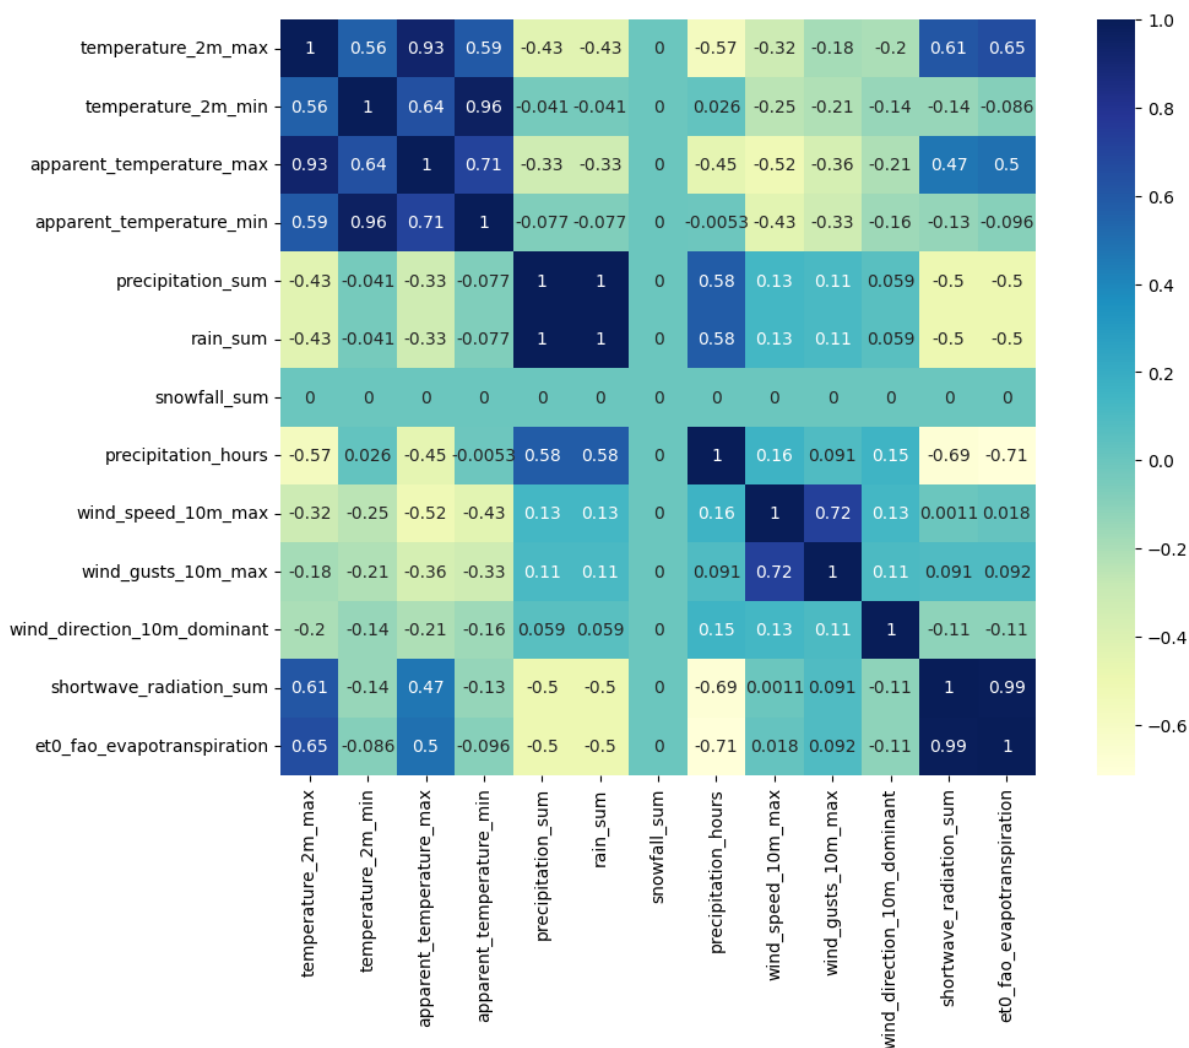 temperature_2m_max 1 0.56 0.93 0.59 -0.43 -0.43 0 -0.57 -0.32 -0.18 -0.2 0.61 0.65
temperature_2m_min 0.56 1 0.64 0.96 -0.041 -0.041 0 0.026 -0.25 -0.21 -0.14 -0.14 -0.086
apparent_temperature_max 0.93 0.64 1 0.71 -0.33 -0.33 0 -0.45 -0.52 -0.36 -0.21 0.47 0.5
apparent_temperature_min 0.59 0.96 0.71 1 -0.077 -0.077 0 -0.0053 -0.43 -0.33 -0.16 -0.13 -0.096
precipitation_sum -0.43 -0.041 -0.33 -0.077 1 1 0 0.58 0.13 0.11 0.059 -0.5 -0.5
rain_sum -0.43 -0.041 -0.33 -0.077 1 1 0 0.58 0.13 0.11 0.059 -0.5 -0.5
snowfall_sum 0 0 0 0 0 0 0 0 0 0 0 0 0
precipitation_hours -0.57 0.026 -0.45 -0.0053 0.58 0.58 0 1 0.16 0.091 0.15 -0.69 -0.71
wind_speed_10m_max -0.32 -0.25 -0.52 -0.43 0.13 0.13 0 0.16 1 0.72 0.13 0.0011 0.018
wind_gusts_10m_max -0.18 -0.21 -0.36 -0.33 0.11 0.11 0 0.091 0.72 1 0.11 0.091 0.092
wind_direction_10m_dominant -0.2 -0.14 -0.21 -0.16 0.059 0.059 0 0.15 0.13 0.11 1 -0.11 -0.11
shortwave_radiation_sum 0.61 -0.14 0.47 -0.13 -0.5 -0.5 0 -0.69 0.0011 0.091 -0.11 1 0.99
et0_fao_evapotranspiration 0.65 -0.086 0.5 -0.096 -0.5 -0.5 0 -0.71 0.018 0.092 -0.11 0.99 1
temperature_2m_max
temperature_2m_min
apparent_temperature_max
apparent_temperature_min
precipitation_sum
rain_sum
snowfall_sum
precipitation_hours
wind_speed_10m_max
wind_gusts_10m_max
wind_direction_10m_dominant
shortwave_radiation_sum
et0_fao_evapotranspiration
1.0
0.8
0.6
0.4
0.2
0.0
−0.2
−0.4
−0.6